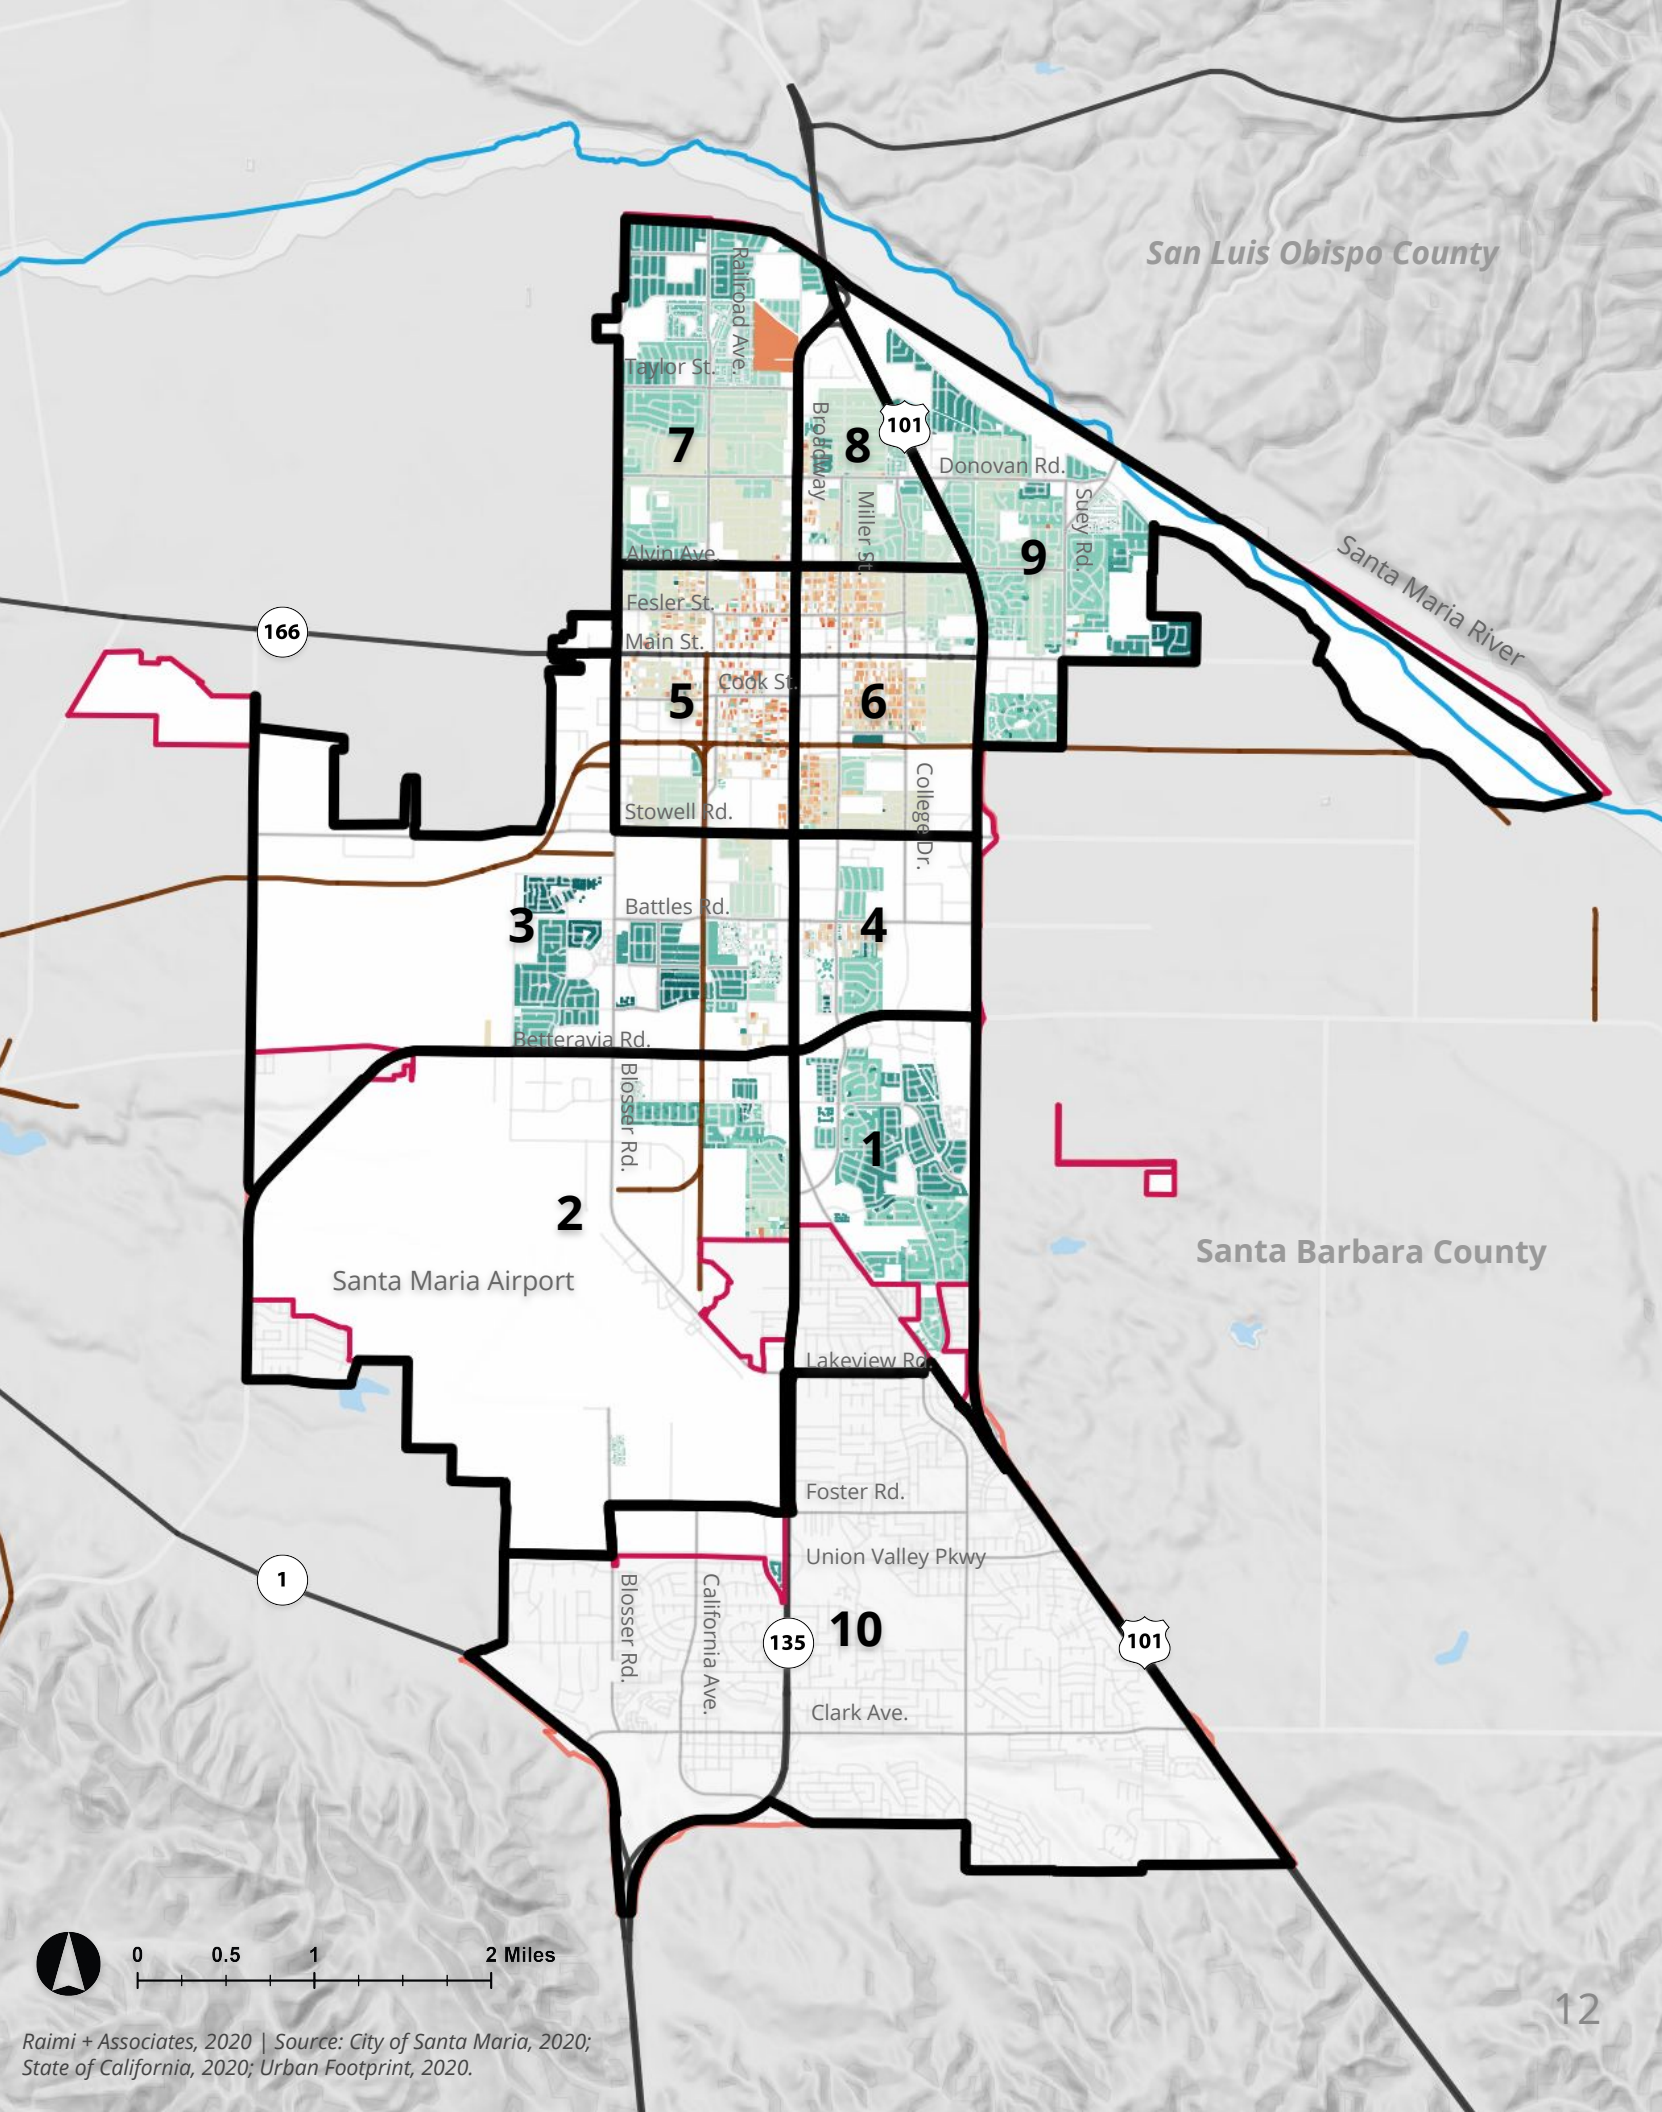 San Luis Obispo County
Railroad Ave.
Taylor St.
7
Broadway
8
101
Donovan Rd.
Miller St.
Suey Rd.
9
Alvin Ave.
Santa Maria River
Fesler St.
166
Main St.
Cook St.
5
6
College Dr.
Stowell Rd.
Battles Rd.
3
4
Betteravia Rd.
Blosser Rd.
1
2
Santa Barbara County
Santa Maria Airport
Lakeview Rd.
Foster Rd.
Union Valley Pkwy
1
Blosser Rd.
California Ave.
135
10
101
Clark Ave.
0 0.5 1 2 Miles
12
Raimi + Associates, 2020 | Source: City of Santa Maria, 2020;
State of California, 2020; Urban Footprint, 2020.